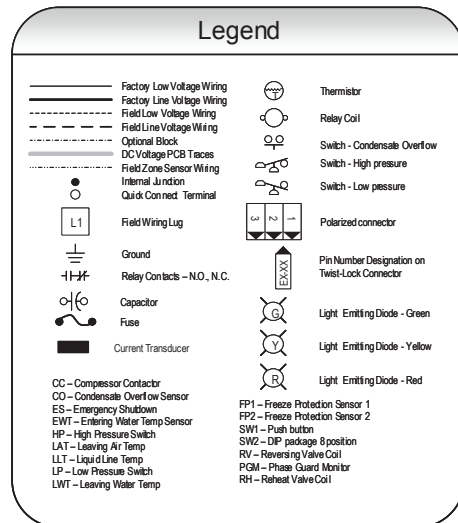 Legend
Factory Low Voltage Wiring
Factory Line Voltage Wiring
Field Low Voltage Wiring
Field Line Voltage Wiring
Optional Block
DC Voltage PCB Traces
Field Zone Sensor Wiring
Internal Junction
Quick Connect Terminal
L1
Field Wiring Lug
Ground
Relay Contacts – N.O., N.C.
Capacitor
Fuse
Current Transducer
T
Thermistor
Relay Coil
Switch - Condensate Overflow
Switch - High pressure
Switch - Low pressure
3 2 1
Polarized connector
EX-XX
Pin Number Designation on
Twist-Lock Connector
G
Light Emitting Diode - Green
Y
Light Emitting Diode - Yellow
R
Light Emitting Diode - Red
CC – Compressor Contactor
CO – Condensate Overflow Sensor
ES – Emergency Shutdown
EWT – Entering Water Temp Sensor
HP – High Pressure Switch
LAT – Leaving Air Temp
LLT – Liquid Line Temp
LP – Low Pressure Switch
LWT – Leaving Water Temp
FP1 – Freeze Protection Sensor 1
FP2 – Freeze Protection Sensor 2
SW1 – Push button
SW2 – DIP package 8 position
RV – Reversing Valve Coil
PGM – Phase Guard Monitor
RH – Reheat Valve Coil